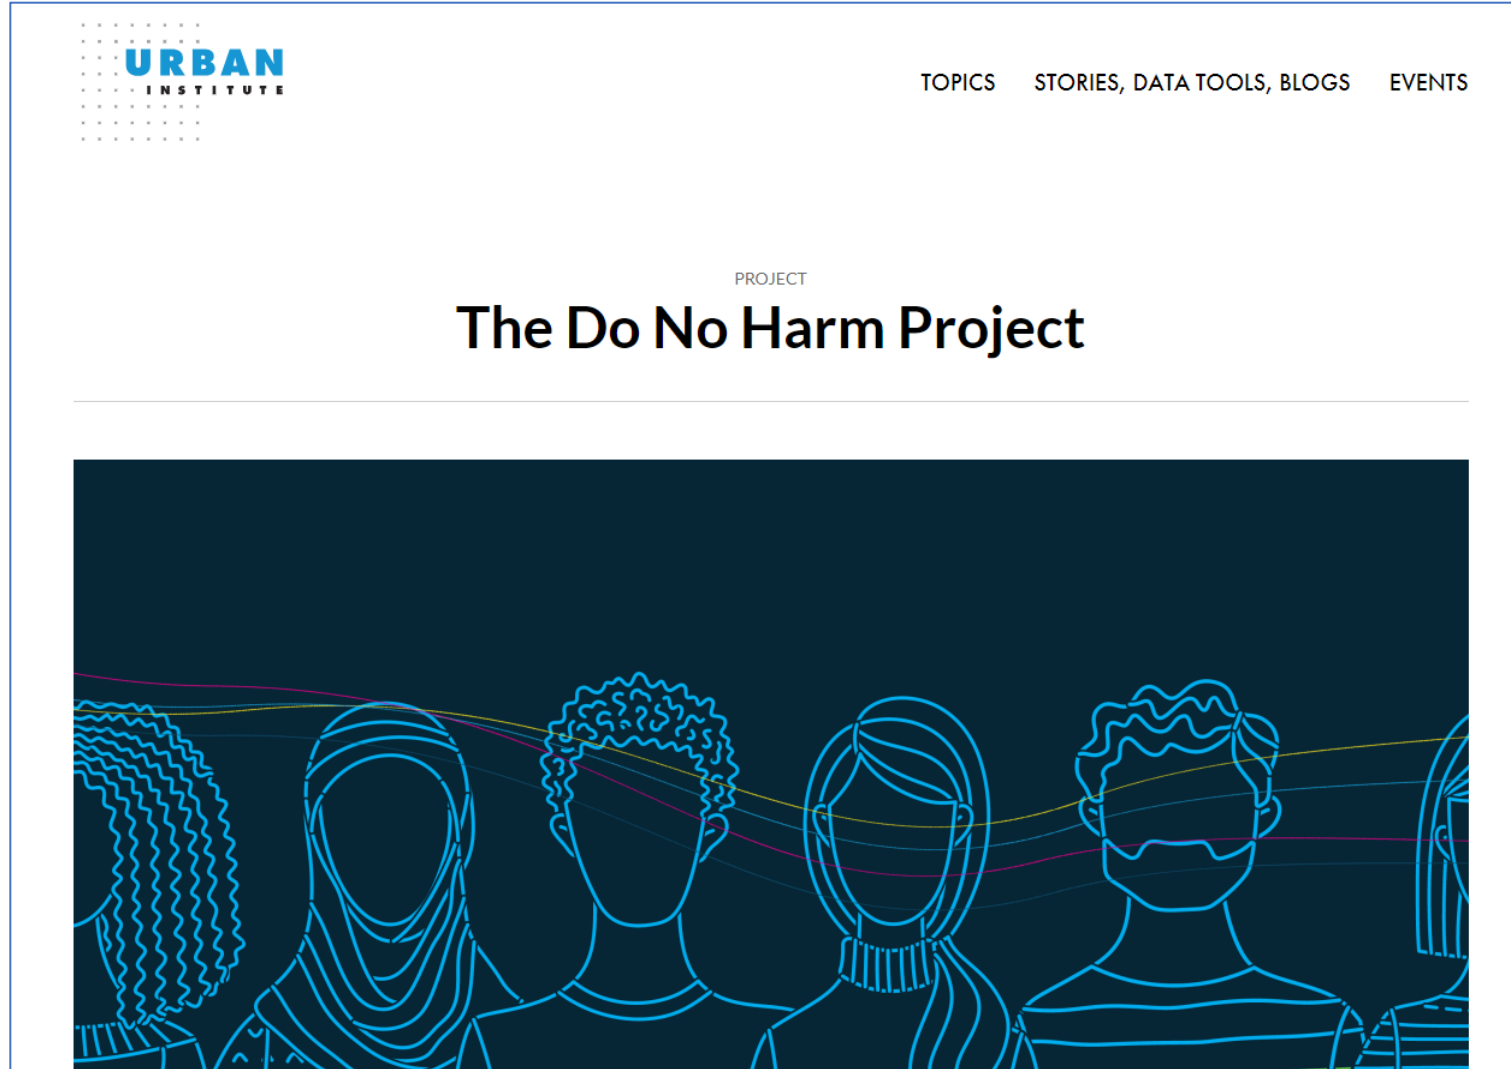 URBAN
INSTITUTE
TOPICS STORIES, DATA TOOLS, BLOGS EVENTS
PROJECT
The Do No Harm Project